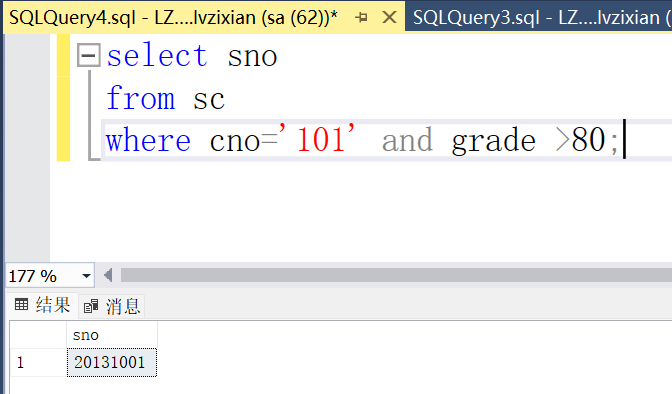 SQLQuery4.sql - LZ....lvzixian (sa (62))* SQLQuery3.sql - LZ....lvzixian (
select sno
from sc
where cno='101' and grade >80;
177 %
结果 消息
sno
1 20131001